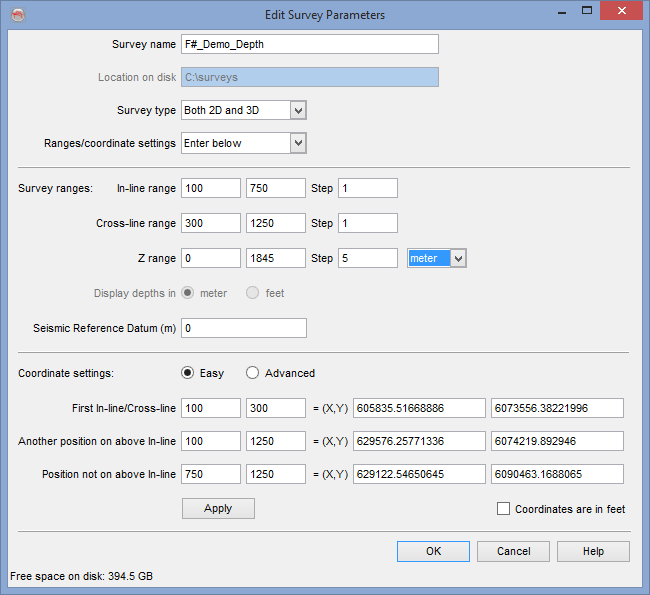 Edit Survey Parameters
Survey name F#_Demo_Depth
Location on disk C:\surveys
Survey type Both 2D and 3D
Ranges/coordinate settings Enter below
Survey ranges: In-line range 100 750 Step 1
Cross-line range 300 1250 Step 1
Z range 0 1845 Step 5 meter
Display depths in meter feet
Seismic Reference Datum (m) 0
Coordinate settings: Easy Advanced
First In-line/Cross-line 100 300 = (X,Y) 605835.51668886 6073556.38221996
Another position on above In-line 100 1250 = (X,Y) 629576.25771336 6074219.892946
Position not on above In-line 750 1250 = (X,Y) 629122.54650645 6090463.1688065
Apply Coordinates are in feet
OK Cancel Help
Free space on disk: 394.5 GB